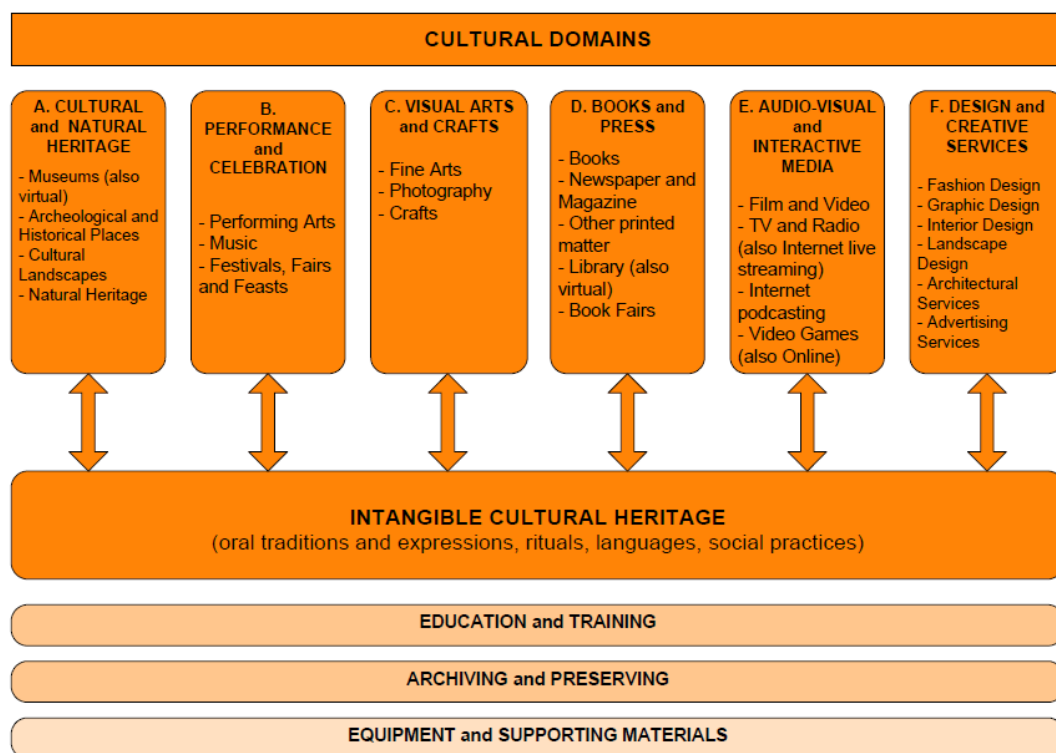 CULTURAL DOMAINS
A. CULTURAL
and NATURAL
HERITAGE
- Museums (also
virtual)
- Archeological and
Historical Places
- Cultural
Landscapes
- Natural Heritage
B.
PERFORMANCE
and
CELEBRATION
- Performing Arts
- Music
- Festivals, Fairs
and Feasts
C. VISUAL ARTS
and CRAFTS
- Fine Arts
- Photography
- Crafts
D. BOOKS and
PRESS
- Books
- Newspaper and
Magazine
- Other printed
matter
- Library (also
virtual)
- Book Fairs
E. AUDIO-VISUAL
and
INTERACTIVE
MEDIA
- Film and Video
- TV and Radio
(also Internet live
streaming)
- Internet
podcasting
- Video Games
(also Online)
F. DESIGN and
CREATIVE
SERVICES
- Fashion Design
- Graphic Design
- Interior Design
- Landscape
Design
- Architectural
Services
- Advertising
Services
INTANGIBLE CULTURAL HERITAGE
(oral traditions and expressions, rituals, languages, social practices)
EDUCATION and TRAINING
ARCHIVING and PRESERVING
EQUIPMENT and SUPPORTING MATERIALS